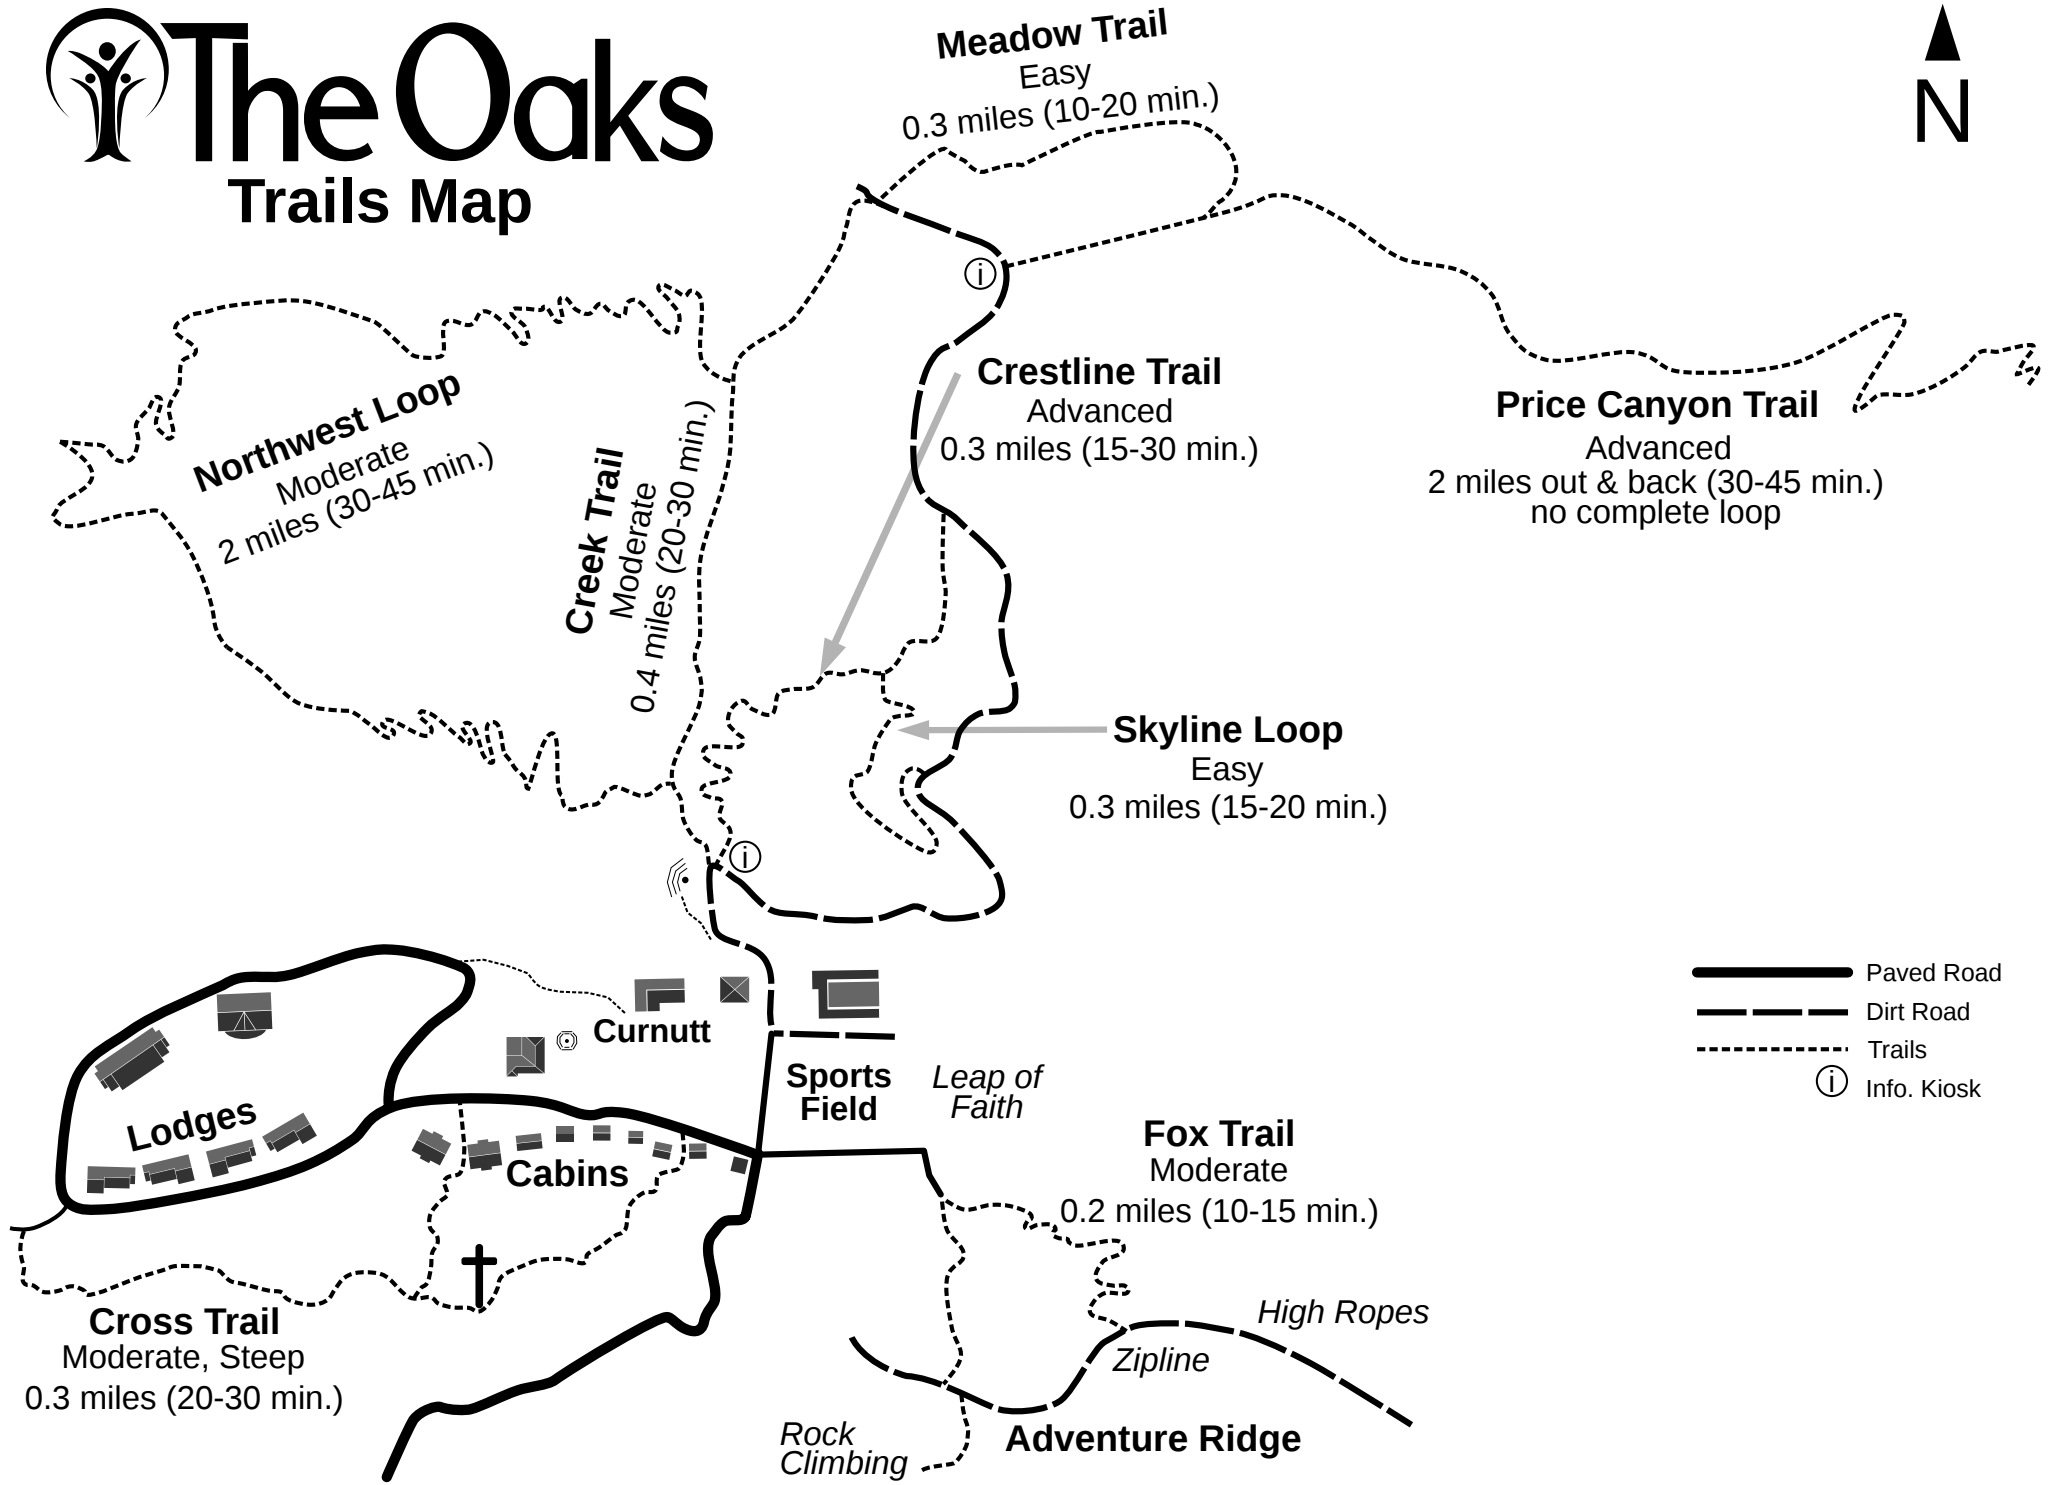 The Oaks
Trails Map
Meadow Trail
Easy
0.3 miles (10-20 min.)
N
i
Northwest Loop
Moderate
2 miles (30-45 min.)
Creek Trail
Moderate
0.4 miles (20-30 min.)
Crestline Trail
Advanced
0.3 miles (15-30 min.)
Price Canyon Trail
Advanced
2 miles out & back (30-45 min.)
no complete loop
Skyline Loop
Easy
0.3 miles (15-20 min.)
i
Paved Road
Dirt Road
Trails
i
Info. Kiosk
Curnutt
Sports
Field
Leap of
Faith
Lodges
Cabins
Fox Trail
Moderate
0.2 miles (10-15 min.)
Cross Trail
Moderate, Steep
0.3 miles (20-30 min.)
High Ropes
Zipline
Rock
Climbing
Adventure Ridge